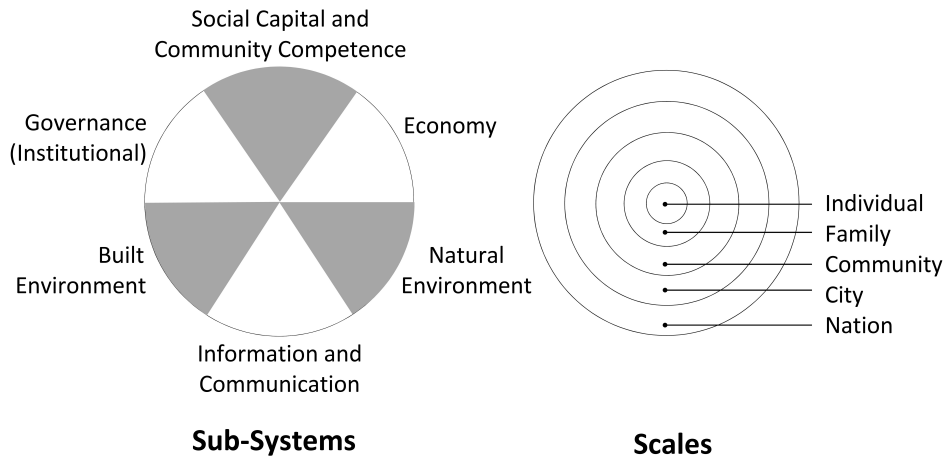 Social Capital and
Community Competence
Governance
(Institutional)
Economy
Built
Environment
Natural
Environment
Information and
Communication
Sub-Systems
Individual
Family
Community
City
Nation
Scales